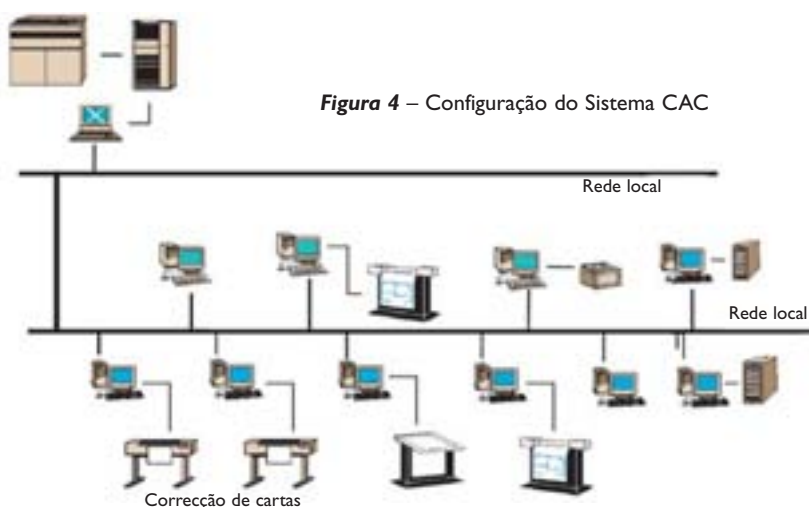 Figura 4 – Configuração do Sistema CAC
Rede local
Rede local
Correcção de cartas